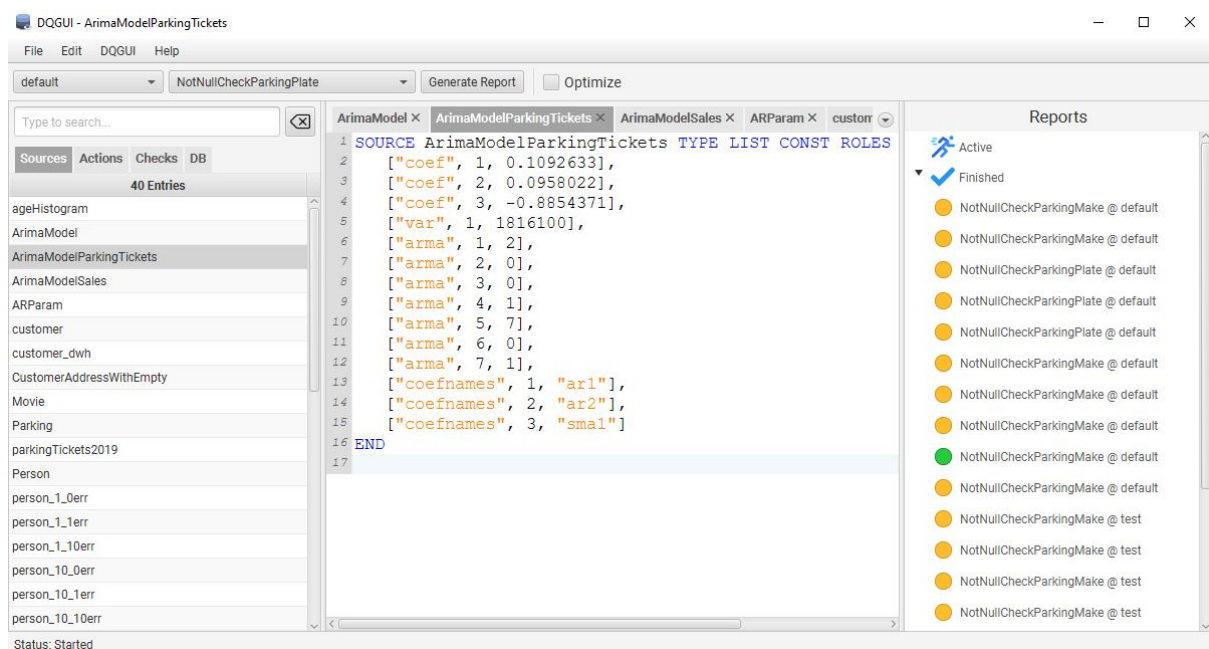 DQGUI - ArimaModelParkingTickets
File Edit DQGUI Help
default NotNullCheckParkingPlate Generate Report Optimize
Type to search...
Sources Actions Checks DB
40 Entries
ageHistogram
ArimaModel
ArimaModelParkingTickets
ArimaModelSales
ARParam
customer
customer_dwh
CustomerAddressWithEmpty
Movie
Parking
parkingTickets2019
Person
person_1_0err
person_1_1err
person_1_10err
person_10_0err
person_10_1err
person_10_10err
ArimaModel ArimaModelParkingTickets ArimaModelSales ARParam custom
1 SOURCE ArimaModelParkingTickets TYPE LIST CONST ROLES
2 ["coef", 1, 0.1092633],
3 ["coef", 2, 0.0958022],
4 ["coef", 3, -0.8854371],
5 ["var", 1, 1816100],
6 ["arma", 1, 2],
7 ["arma", 2, 0],
8 ["arma", 3, 0],
9 ["arma", 4, 1],
10 ["arma", 5, 7],
11 ["arma", 6, 0],
12 ["arma", 7, 1],
13 ["coefnames", 1, "ar1"],
14 ["coefnames", 2, "ar2"],
15 ["coefnames", 3, "sma1"]
16 END
17
Reports
Active
Finished
NotNullCheckParkingMake @ default
NotNullCheckParkingMake @ default
NotNullCheckParkingPlate @ default
NotNullCheckParkingPlate @ default
NotNullCheckParkingPlate @ default
NotNullCheckParkingMake @ default
NotNullCheckParkingMake @ default
NotNullCheckParkingMake @ default
NotNullCheckParkingMake @ default
NotNullCheckParkingMake @ default
NotNullCheckParkingMake @ test
NotNullCheckParkingMake @ test
NotNullCheckParkingMake @ test
NotNullCheckParkingMake @ test
Status: Started